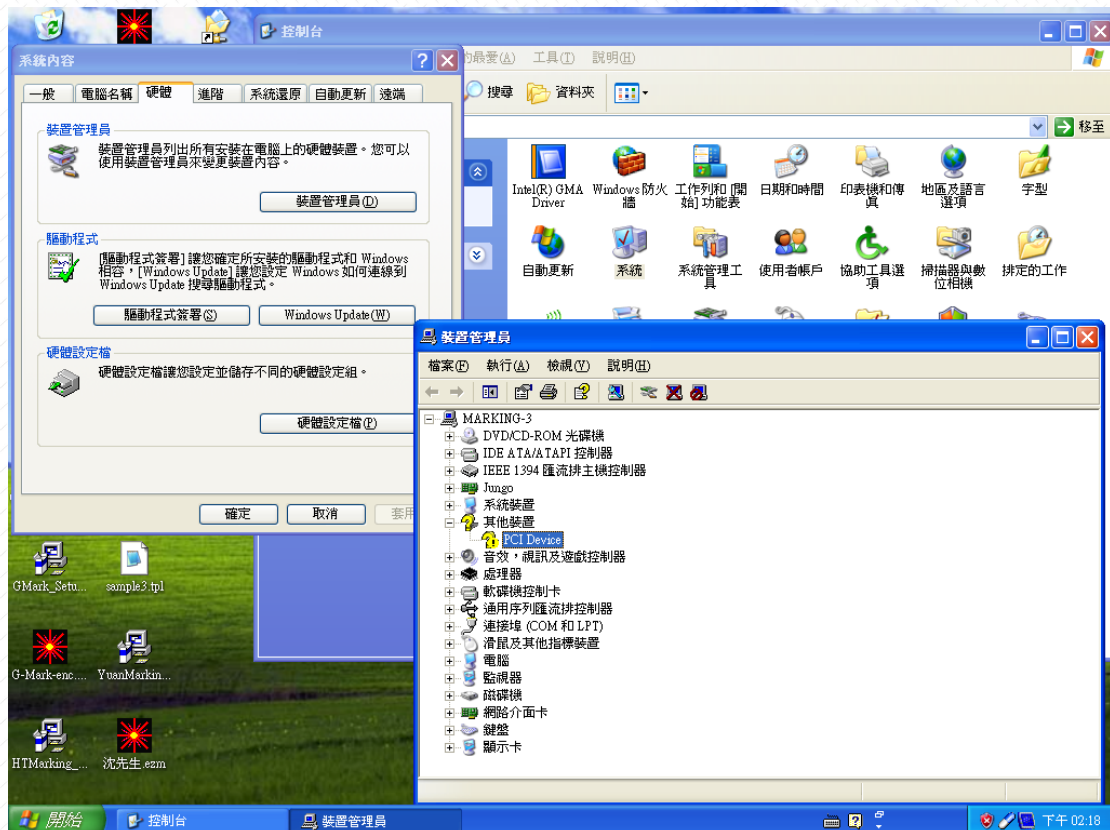 控制台
的最愛(A) 工具(T) 說明(H)
搜尋 資料夾
移至
Intel(R) GMA Driver
Windows 防火牆
工作列和 [開始] 功能表
日期和時間
印表機和傳真
地區及語言選項
字型
自動更新
系統
系統管理工具
使用者帳戶
協助工具選項
掃描器與數位相機
排定的工作
系統內容
一般 電腦名稱 硬體 進階 系統還原 自動更新 遠端
裝置管理員
裝置管理員列出所有安裝在電腦上的硬體裝置。您可以
使用裝置管理員來變更裝置內容。
裝置管理員(D)
驅動程式
[驅動程式簽署] 讓您確定所安裝的驅動程式和 Windows
相容，[Windows Update] 讓您設定 Windows 如何連線到
Windows Update 搜尋驅動程式。
驅動程式簽署(S) Windows Update(W)
硬體設定檔
硬體設定檔讓您設定並儲存不同的硬體設定組。
硬體設定檔(P)
確定 取消 套用
裝置管理員
檔案(F) 執行(A) 檢視(V) 說明(H)
MARKING-3
DVD/CD-ROM 光碟機
IDE ATA/ATAPI 控制器
IEEE 1394 匯流排主機控制器
Jungo
系統裝置
其他裝置
PCI Device
音效，視訊及遊戲控制器
處理器
軟碟機控制卡
通用序列匯流排控制器
連接埠 (COM 和 LPT)
滑鼠及其他指標裝置
電腦
監視器
磁碟機
網路介面卡
鍵盤
顯示卡
GMark_Setu... sample3.tpl
G-Mark-enc.... YuanMarkin...
HTMarking_... 沈先生.ezm
開始 控制台 裝置管理員 下午 02:18